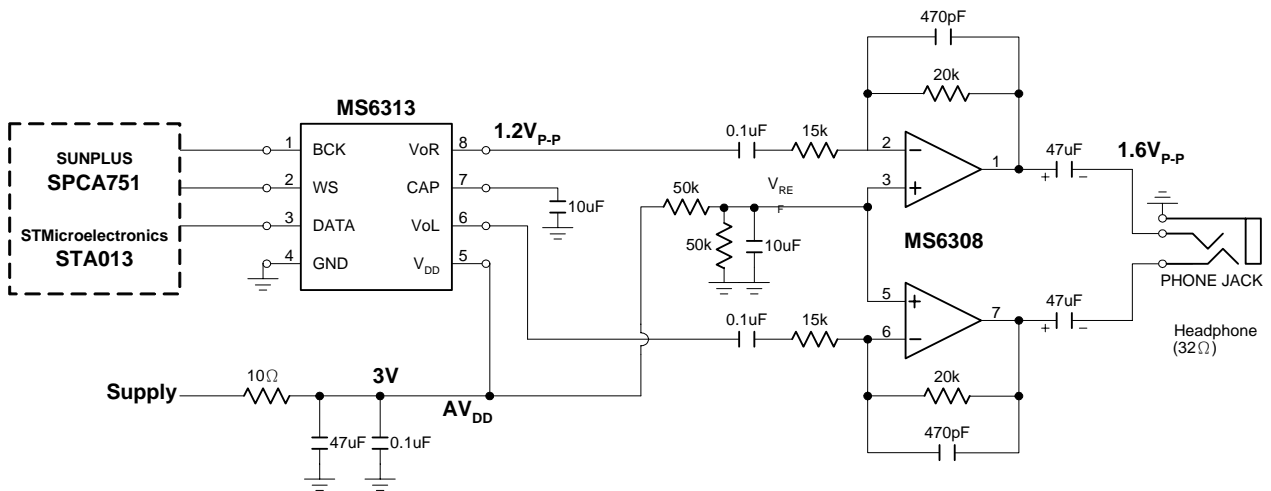 470pF
20k
MS6313
1.2VP-P
0.1uF
15k
47uF
1.6VP-P
SUNPLUS
SPCA751
STMicroelectronics
STA013
1 BCK VoR 8
2 WS CAP 7
3 DATA VoL 6
4 GND VDD 5
10uF
50k
VRE
F
50k
10uF
2
3
1
−
+
+ −
MS6308
5
6
7
+
−
47uF
+ −
PHONE JACK
0.1uF
15k
Headphone
(32Ω)
20k
470pF
Supply
10Ω
3V
AVDD
47uF
0.1uF